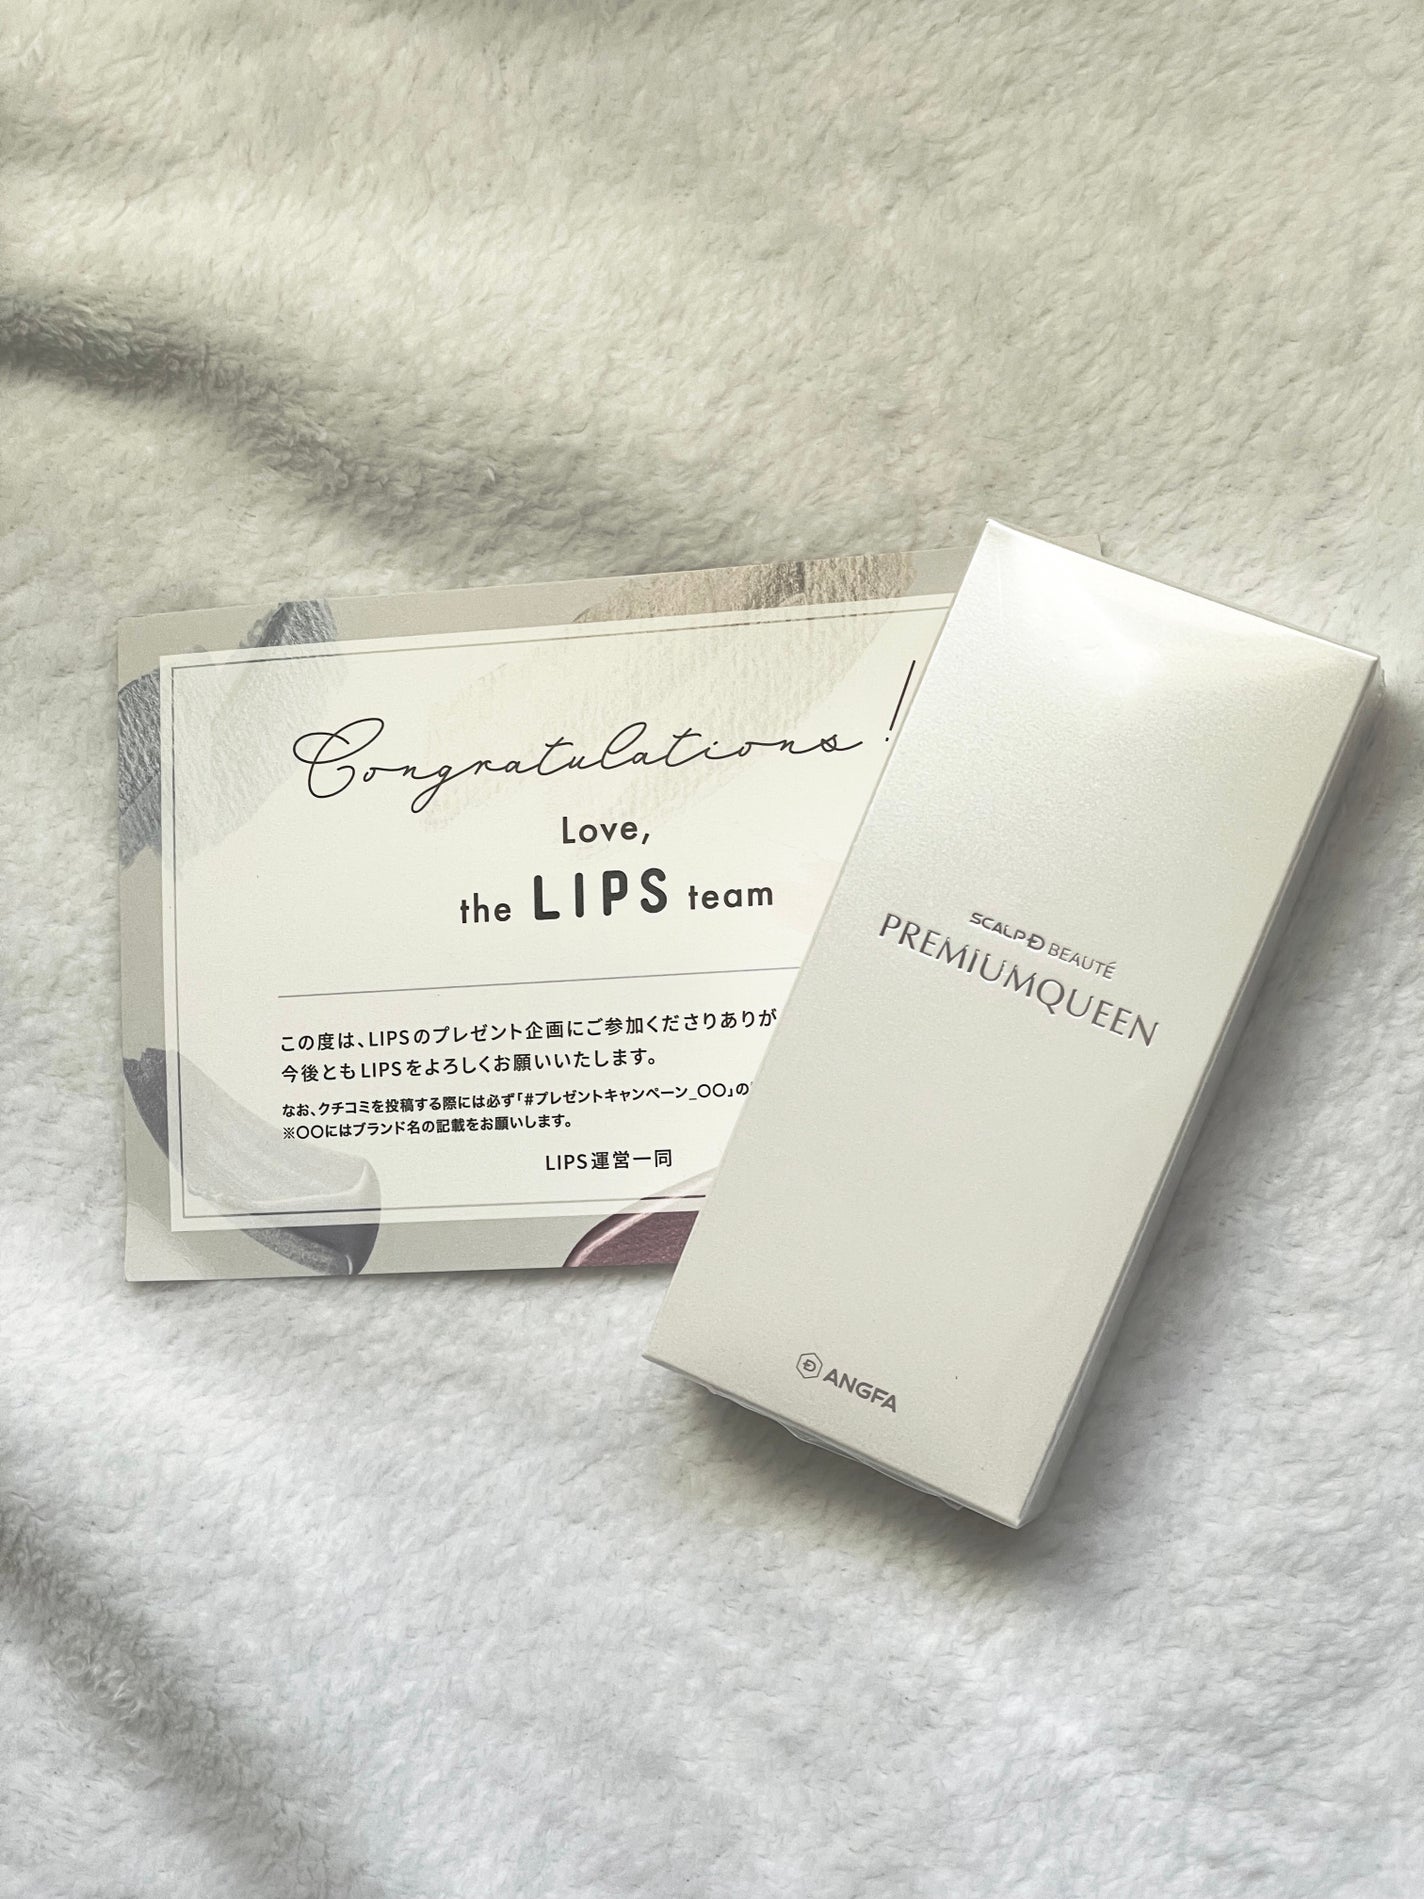 Congratulations!
Love,
the LIPS team
この度は、LIPSのプレゼント企画にご参加くださりありが
今後ともLIPSをよろしくお願いいたします。
なお、クチコミを投稿する際には必ず「#プレゼントキャンペーン_〇〇」の
※〇〇にはブランド名の記載をお願いします。
LIPS運営一同
SCALP-D BEAUTÉ
PREMIUMQUEEN
ANGFA